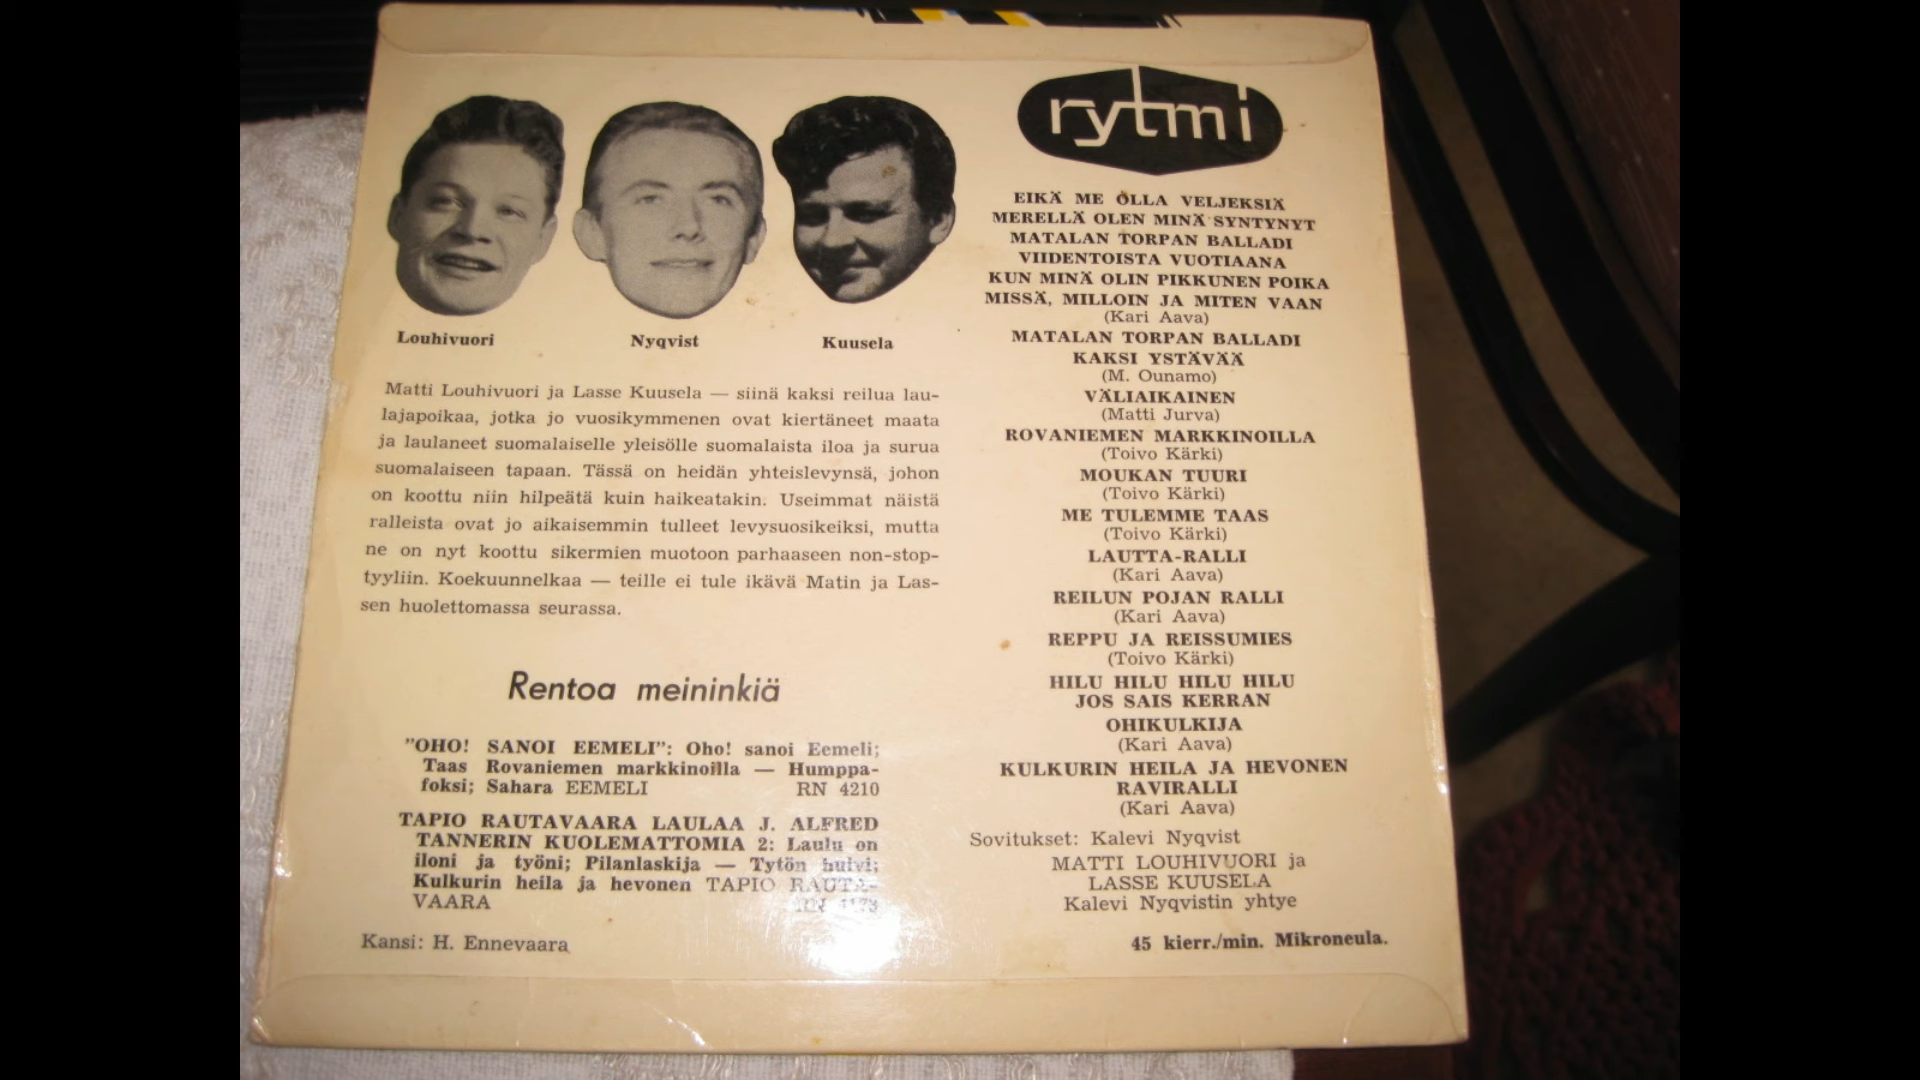 Louhivuori Nyqvist Kuusela
Matti Louhivuori ja Lasse Kuusela — siinä kaksi reilua lau-
lajapoikaa, jotka jo vuosikymmenen ovat kiertäneet maata
ja laulaneet suomalaiselle yleisölle suomalaista iloa ja surua
suomalaiseen tapaan. Tässä on heidän yhteislevynsä, johon
on koottu niin hilpeätä kuin haikeatakin. Useimmat näistä
ralleista ovat jo aikaisemmin tulleet levysuosikeiksi, mutta
ne on nyt koottu sikermien muotoon parhaaseen non-stop-
tyyliin. Koekuunnelkaa — teille ei tule ikävä Matin ja Las-
sen huolettomassa seurassa.
Rentoa meininkiä
"OHO! SANOI EEMELI": Oho! sanoi Eemeli;
Taas Rovaniemen markkinoilla — Humppa-
foksi; Sahara EEMELI RN 4210
TAPIO RAUTAVAARA LAULAA J. ALFRED
TANNERIN KUOLEMATTOMIA 2: Laulu on
iloni ja työni; Pilanlaskija — Tytön huivi;
Kulkurin heila ja hevonen TAPIO RAUTA-
VAARA RN
Kansi: H. Ennevaara
rytmi
EIKÄ ME OLLA VELJEKSIÄ
MERELLÄ OLEN MINÄ SYNTYNYT
MATALAN TORPAN BALLADI
VIIDENTOISTA VUOTIAANA
KUN MINÄ OLIN PIKKUNEN POIKA
MISSÄ, MILLOIN JA MITEN VAAN
(Kari Aava)
MATALAN TORPAN BALLADI
KAKSI YSTÄVÄÄ
(M. Ounamo)
VÄLIAIKAINEN
(Matti Jurva)
ROVANIEMEN MARKKINOILLA
(Toivo Kärki)
MOUKAN TUURI
(Toivo Kärki)
ME TULEMME TAAS
(Toivo Kärki)
LAUTTA-RALLI
(Kari Aava)
REILUN POJAN RALLI
(Kari Aava)
REPPU JA REISSUMIES
(Toivo Kärki)
HILU HILU HILU HILU
JOS SAIS KERRAN
OHIKULKIJA
(Kari Aava)
KULKURIN HEILA JA HEVONEN
RAVIRALLI
(Kari Aava)
Sovitukset: Kalevi Nyqvist
MATTI LOUHIVUORI ja
LASSE KUUSELA
Kalevi Nyqvistin yhtye
45 kierr./min. Mikroneula.